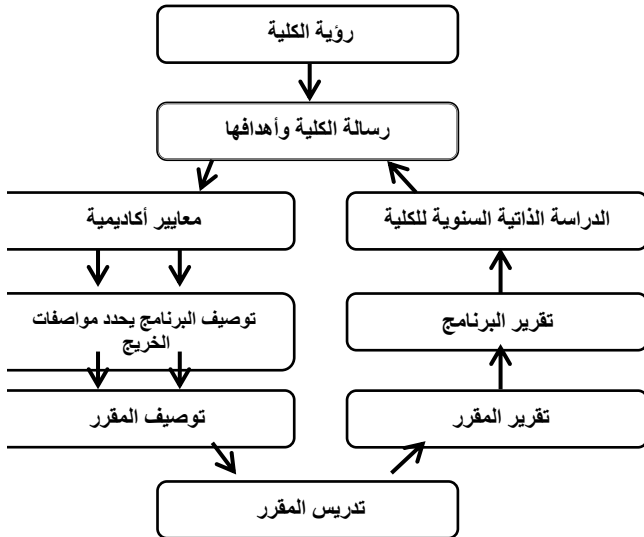 رؤية الكلية
رسالة الكلية وأهدافها
معايير أكاديمية
الدراسة الذاتية السنوية للكلية
توصيف البرنامج يحدد مواصفات
الخريج
تقرير البرنامج
توصيف المقرر
تقرير المقرر
تدريس المقرر